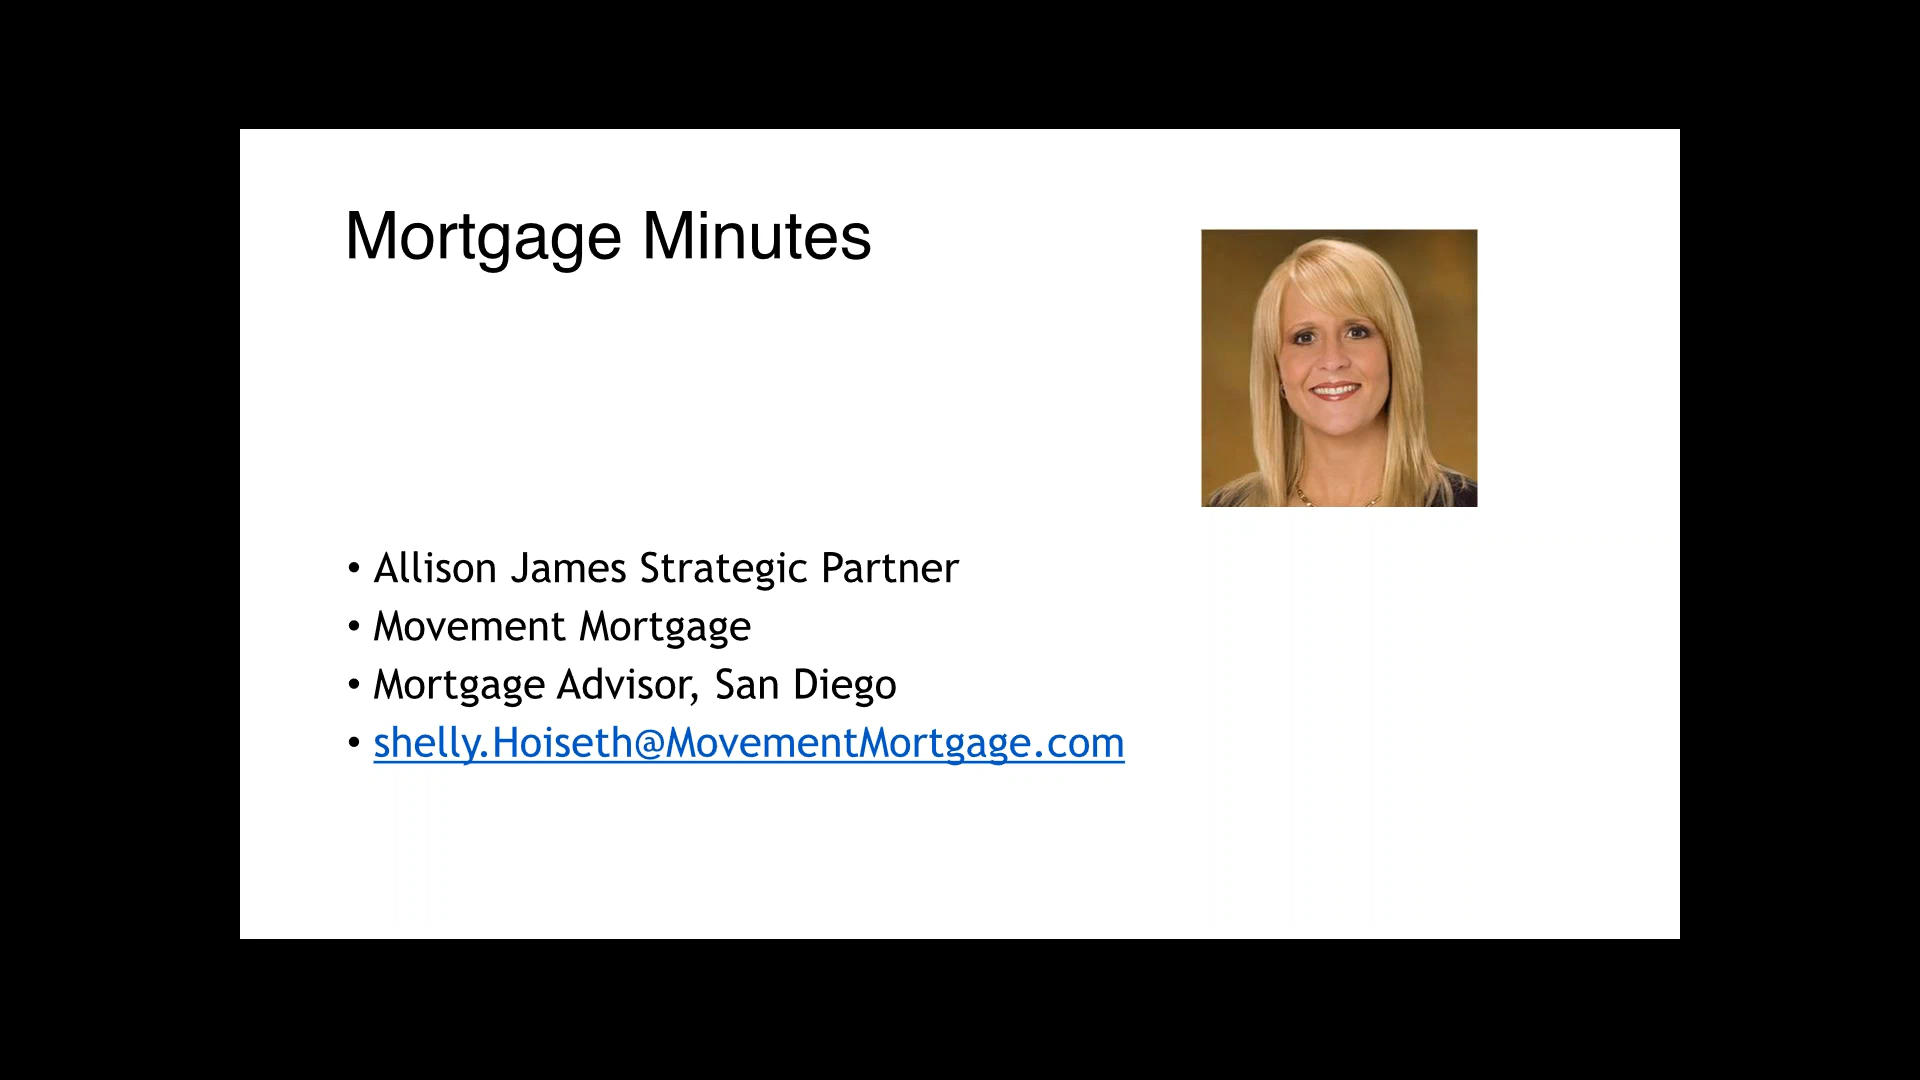 Mortgage Minutes
• Allison James Strategic Partner
• Movement Mortgage
• Mortgage Advisor, San Diego
• shelly.Hoiseth@MovementMortgage.com